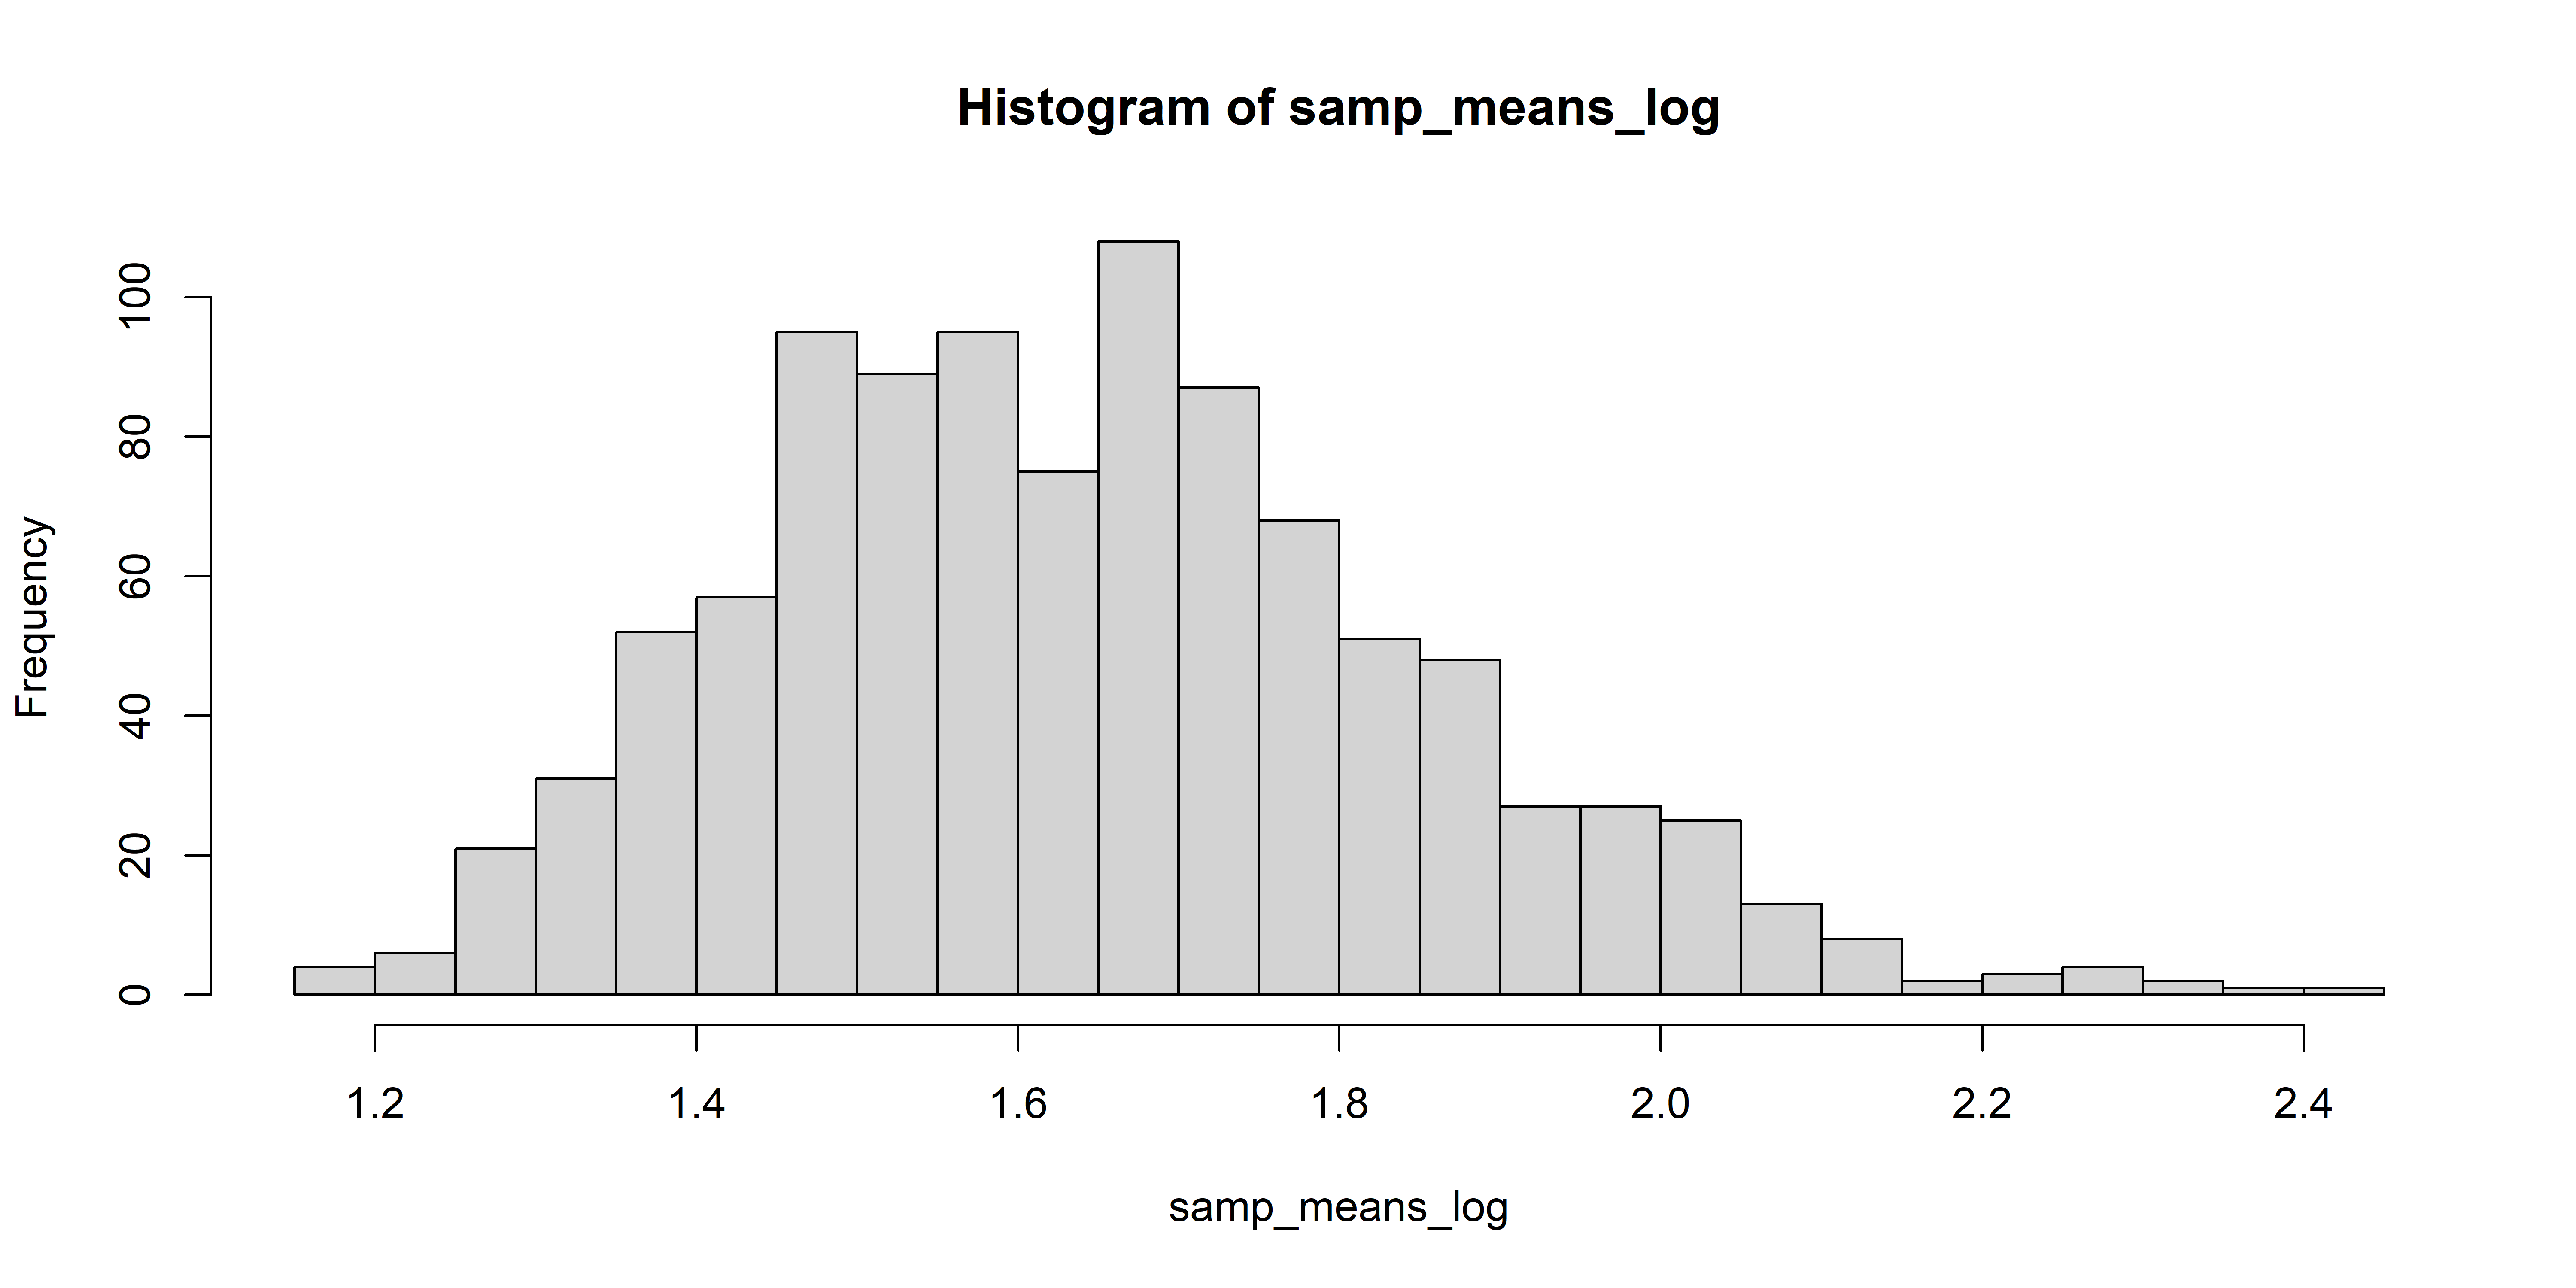 Histogram of samp_means_log
Frequency
0 20 40 60 80 100
1.2 1.4 1.6 1.8 2.0 2.2 2.4
samp_means_log